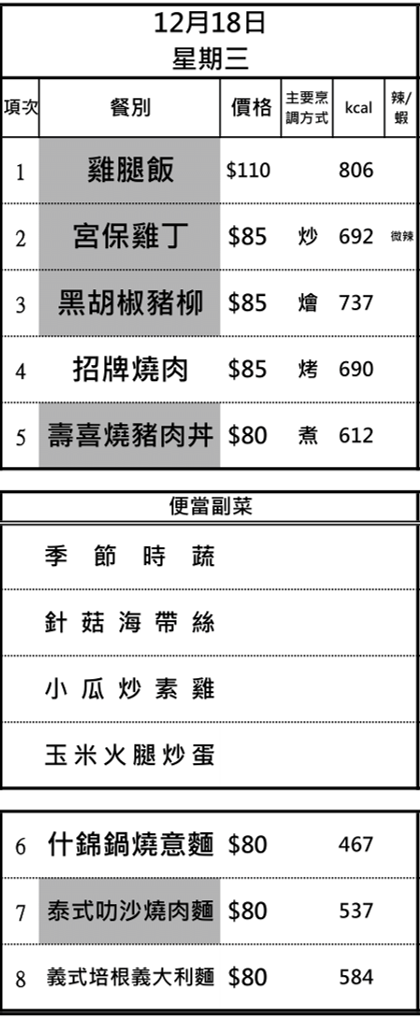 12月18日
星期三
項次 餐別 價格 主要烹調方式 kcal 辣/蝦
1 雞腿飯 $110 806
2 宮保雞丁 $85 炒 692 微辣
3 黑胡椒豬柳 $85 燴 737
4 招牌燒肉 $85 烤 690
5 壽喜燒豬肉丼 $80 煮 612
便當副菜
季節時蔬
針菇海帶絲
小瓜炒素雞
玉米火腿炒蛋
6 什錦鍋燒意麵 $80 467
7 泰式叻沙燒肉麵 $80 537
8 義式培根義大利麵 $80 584